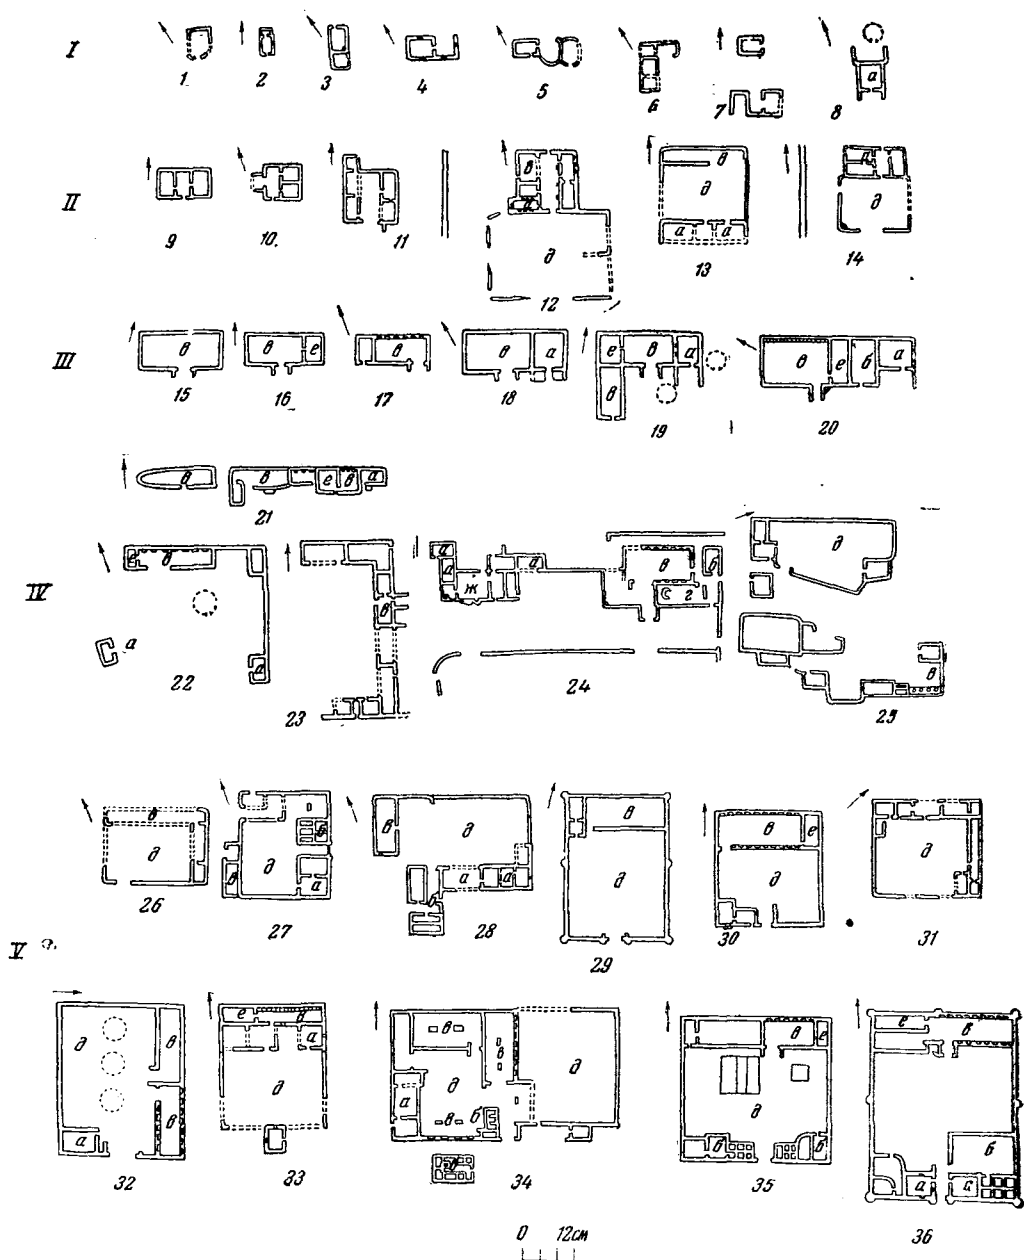 I
1 2 3 4 5 6 7 8
а
II
9 10 11 12 13 14
в и д в д а а а д
III
15 16 17 18 19 20
в в е в в а е в а в в е б а
21
в в е в а
IV
22 23 24 25
е в а а в а а ж а в г б д в
26 27 28 29 30 31
в д б д в а в д а а в д в е д д
V
32 33 34 35 36
д в в а е в а д в в д а в б д в е д в б е в б а а
0 12см